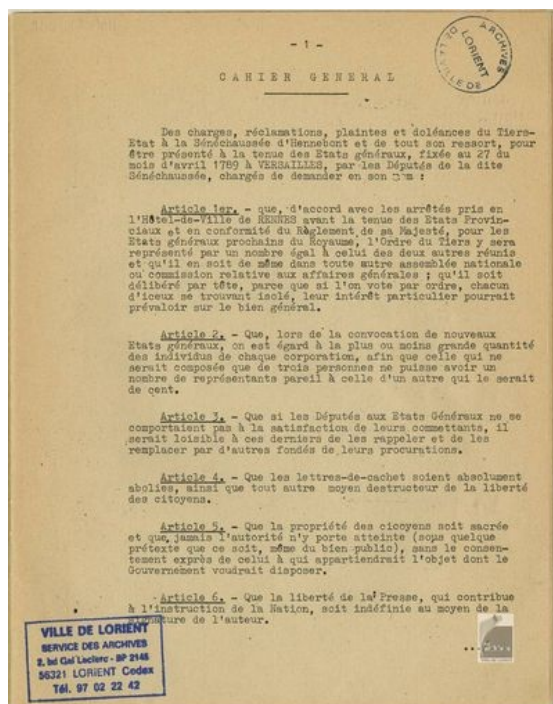 - 1 -
CAHIER GENERAL
ARCHIVES
DE LA VILLE DE
LORIENT
Des charges, réclamations, plaintes et doléances du Tiers-
Etat à la Sénéchaussée d'Hennebont et de tout son ressort, pour
être présenté à la tenue des Etats généraux, fixée au 27 du
mois d'avril 1789 à VERSAILLES, par les Députés de la dite
Sénéchaussée, chargés de demander en son :
Article 1er. - que, d'accord avec les arrêtés pris en
l'Hôtel-de-Ville de RENNES avant la tenue des Etats Provin-
ciaux et en conformité du Règlement de sa Majesté, pour les
Etats généraux prochains du Royaume, l'Ordre du Tiers y sera
représenté par un nombre égal à celui des deux autres réunis
et qu'il en soit de même dans toute autre assemblée nationale
ou commission relative aux affaires générales ; qu'il soit
délibéré par tête, parce que si l'on vote par ordre, chacun
d'iceux se trouvant isolé, leur intérêt particulier pourrait
prévaloir sur le bien général.
Article 2. - Que, lors de la convocation de nouveaux
Etats généraux, on est égard à la plus ou moins grande quantité
des individus de chaque corporation, afin que celle qui ne
serait composée que de trois personnes ne puisse avoir un
nombre de représentants pareil à celle d'un autre qui le serait
de cent.
Article 3. - Que si les Députés aux Etats Généraux ne se
comportaient pas à la satisfaction de leurs commettants, il
serait loisible à ces derniers de les rappeler et de les
remplacer par d'autres fondés de leurs procurations.
Article 4. - Que les lettres-de-cachet soient absolument
abolies, ainsi que tout autre moyen destructeur de la liberté
des citoyens.
Article 5. - Que la propriété des cicoyens soit sacrée
et que jamais l'autorité n'y porte atteinte (sous quelque
prétexte que ce soit, même du bien public), sans le consen-
tement exprès de celui à qui appartiendrait l'objet dont le
Gouvernement voudrait disposer.
Article 6. - Que la liberté de la Presse, qui contribue
à l'instruction de la Nation, soit indéfinie au moyen de la
signature de l'auteur.
VILLE DE LORIENT
SERVICE DES ARCHIVES
2, bd Gal Leclerc - BP 2145
56321 LORIENT Cedex
Tél. 97 02 22 42